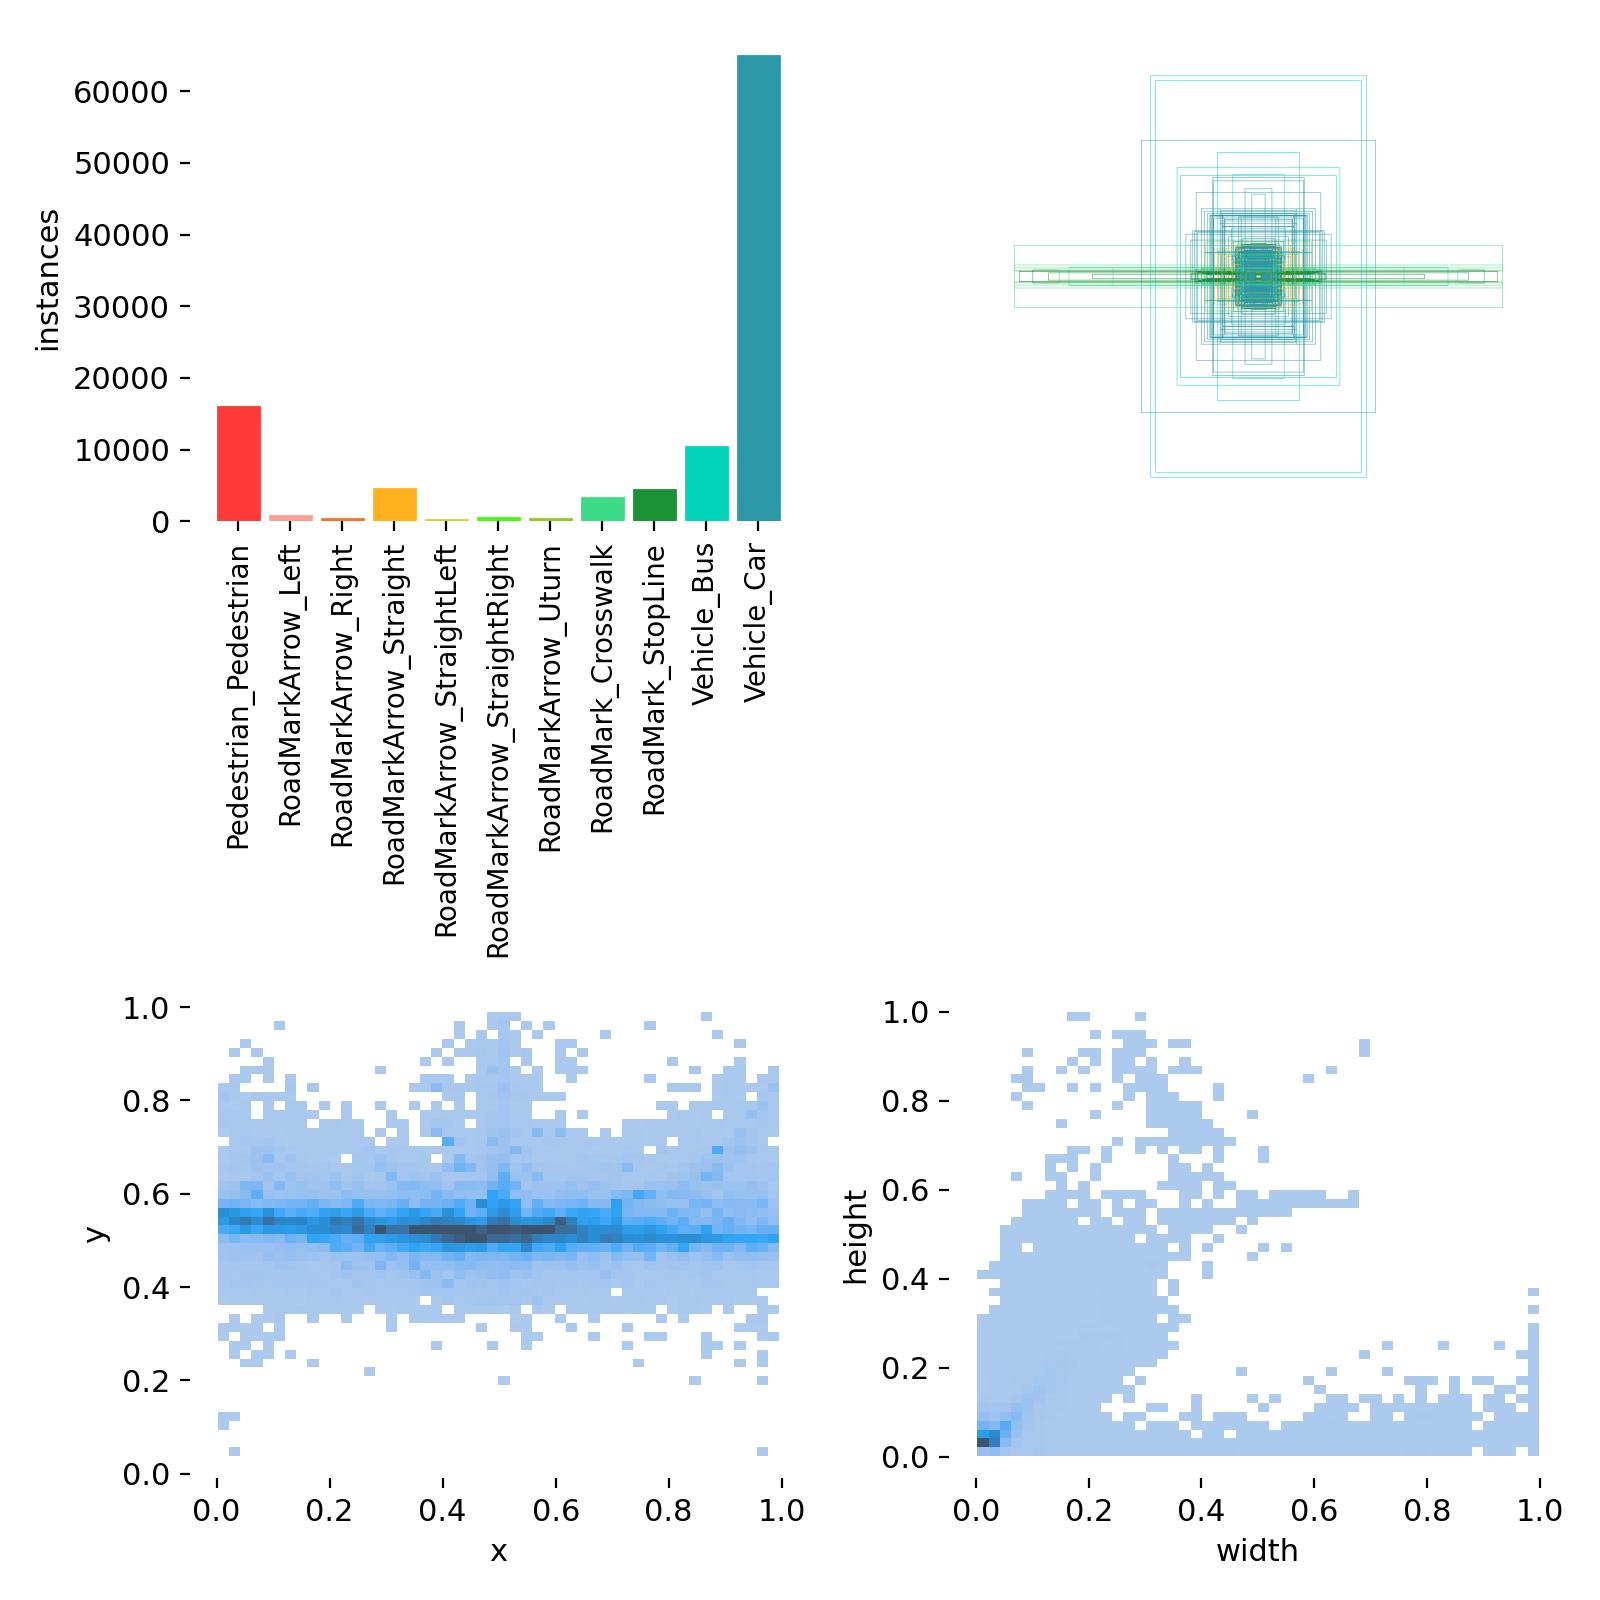 60000
50000
40000
30000
20000
10000
0
instances
Pedestrian_Pedestrian
RoadMarkArrow_Left
RoadMarkArrow_Right
RoadMarkArrow_Straight
RoadMarkArrow_StraightLeft
RoadMarkArrow_StraightRight
RoadMarkArrow_Uturn
RoadMark_Crosswalk
RoadMark_StopLine
Vehicle_Bus
Vehicle_Car
1.0
0.8
0.6
0.4
0.2
0.0
y
0.0 0.2 0.4 0.6 0.8 1.0
x
1.0
0.8
0.6
0.4
0.2
0.0
height
0.0 0.2 0.4 0.6 0.8 1.0
width